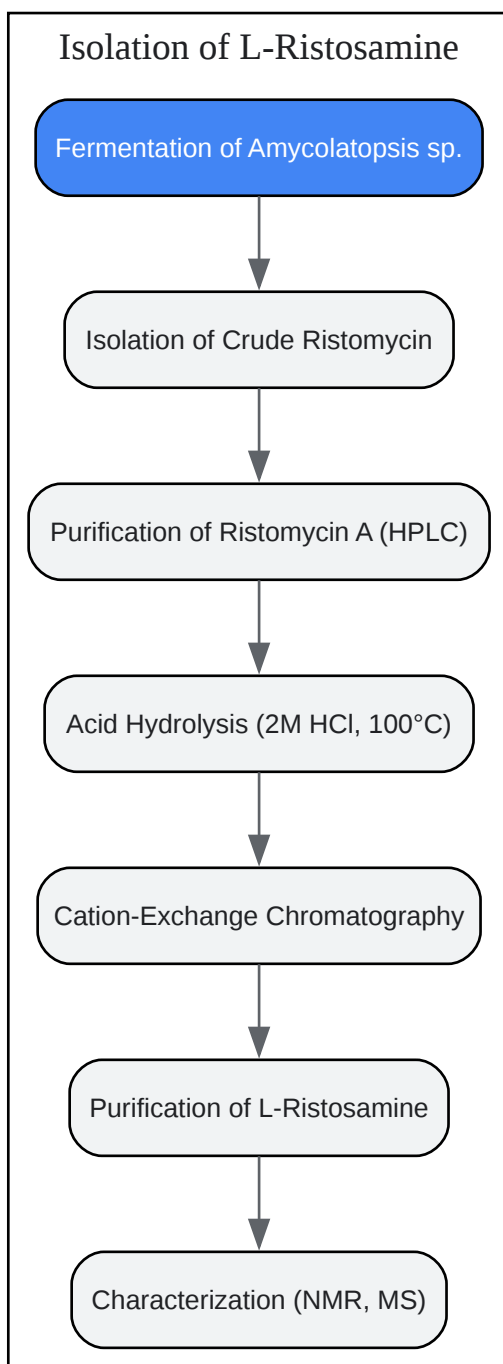 Isolation of L-Ristosamine
Fermentation of Amycolatopsis sp.
Isolation of Crude Ristomycin
Purification of Ristomycin A (HPLC)
Acid Hydrolysis (2M HCl, 100°C)
Cation-Exchange Chromatography
Purification of L-Ristosamine
Characterization (NMR, MS)